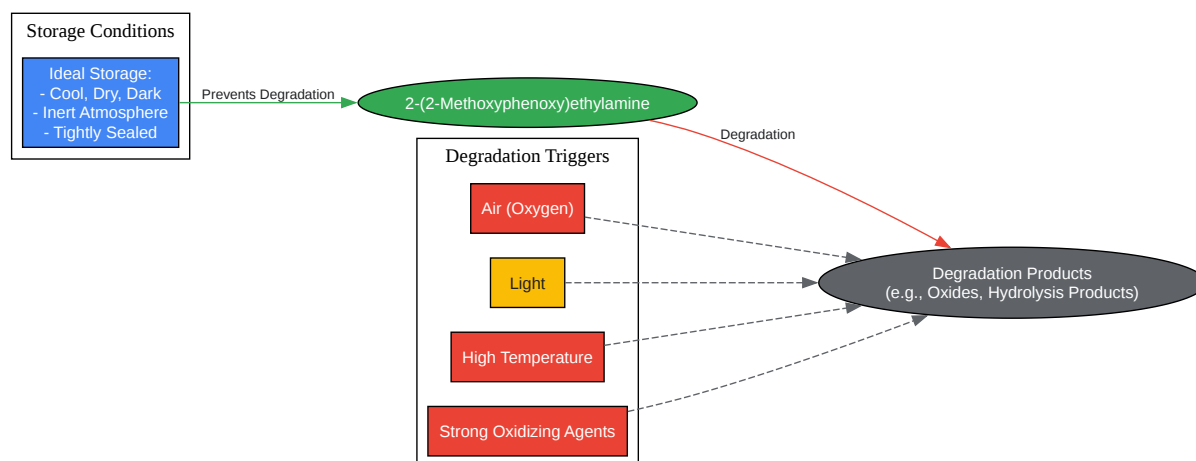 Storage Conditions
Ideal Storage:
- Cool, Dry, Dark
- Inert Atmosphere
- Tightly Sealed
Prevents Degradation
2-(2-Methoxyphenoxy)ethylamine
Degradation
Degradation Triggers
Air (Oxygen)
Light
High Temperature
Strong Oxidizing Agents
Degradation Products
(e.g., Oxides, Hydrolysis Products)